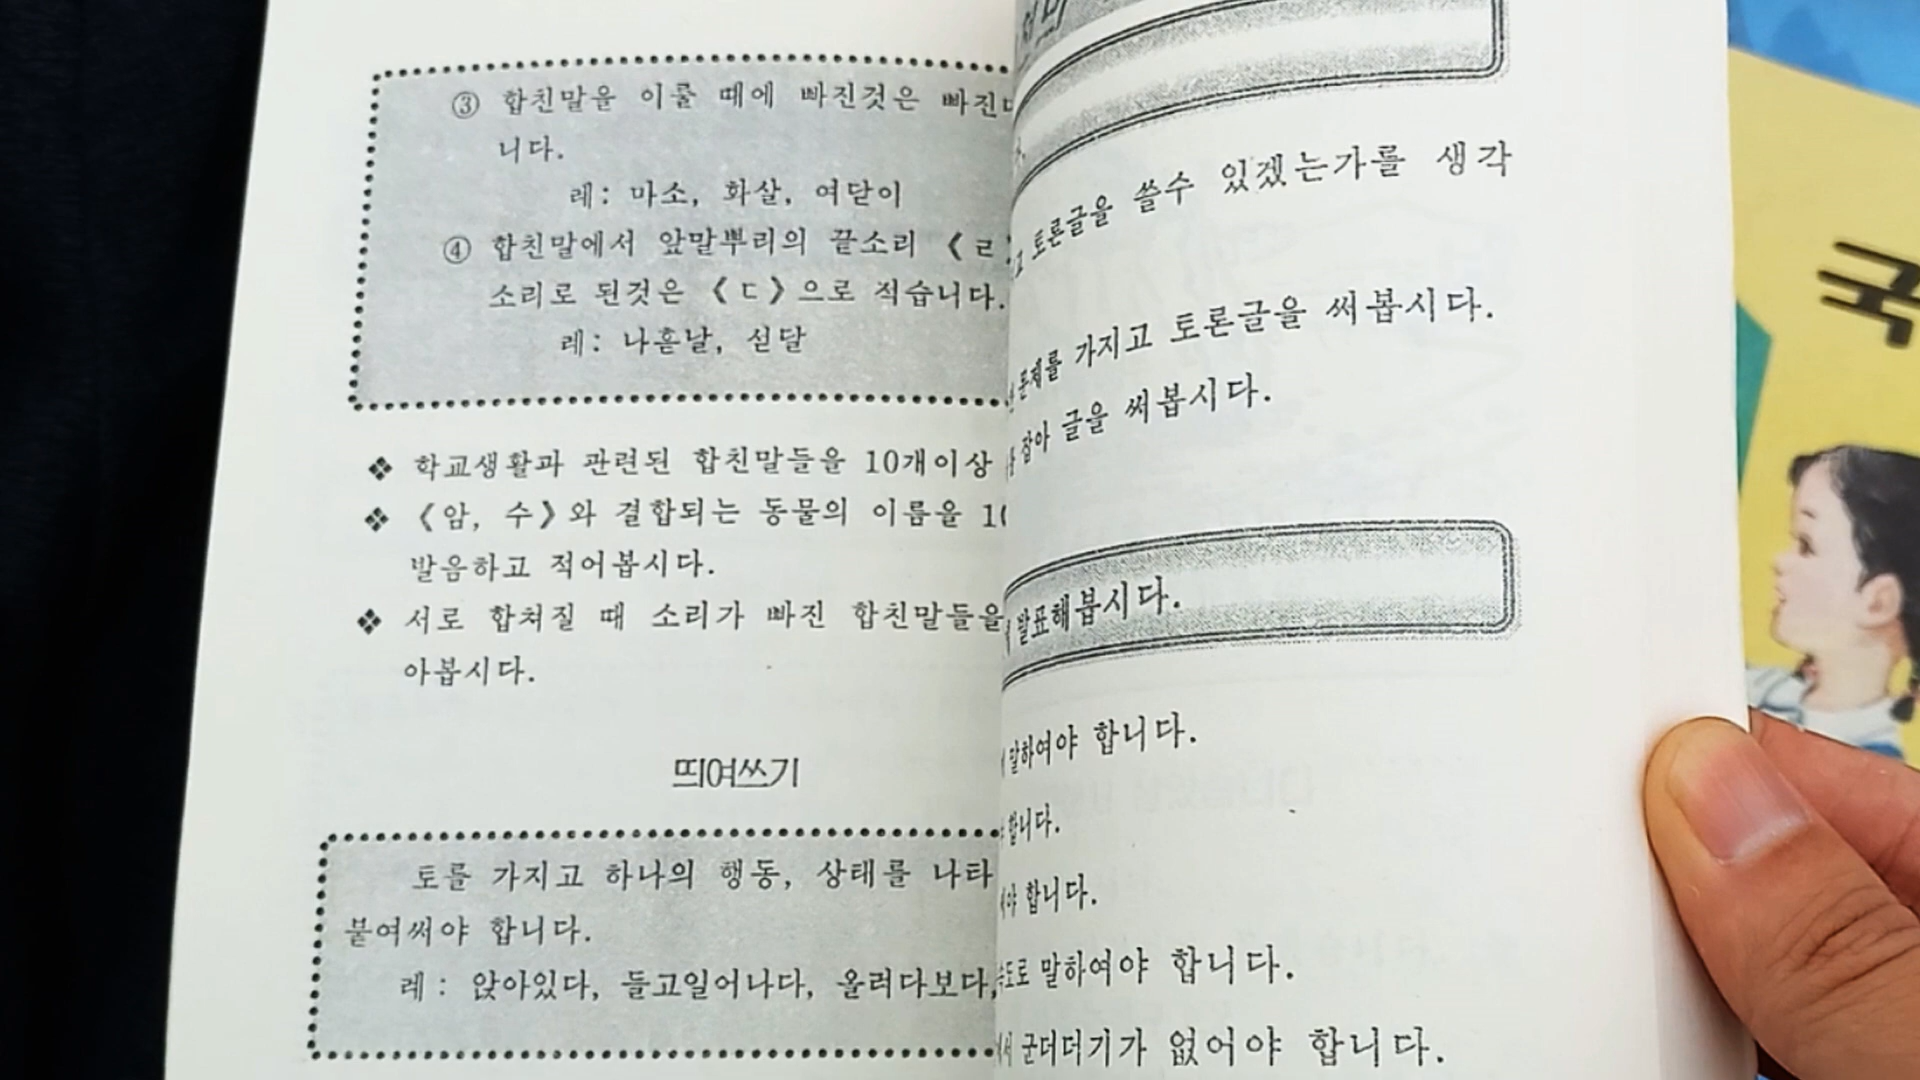 ③ 합친말을 이룰 때에 빠진것은 빠진
니다.
례: 마소, 화살, 여닫이
④ 합친말에서 앞말뿌리의 끝소리 《ㄹ
소리로 된것은 《ㄷ》으로 적습니다.
례: 나흗날, 섣달
❖ 학교생활과 관련된 합친말들을 10개이상
❖ 《암, 수》와 결합되는 동물의 이름을
발음하고 적어봅시다.
❖ 서로 합쳐질 때 소리가 빠진 합친말들을
아봅시다.
띄여쓰기
토를 가지고 하나의 행동, 상태를 나타
붙여써야 합니다.
례: 앉아있다, 들고일어나다, 올려다보다,
토론글을 쓸수 있겠는가를 생각
문제를 가지고 토론글을 써봅시다.
잡아 글을 써봅시다.
발표해봅시다.
달하여야 합니다.
합니다.
합니다.
속도로 말하여야 합니다.
군더더기가 없어야 합니다.
국